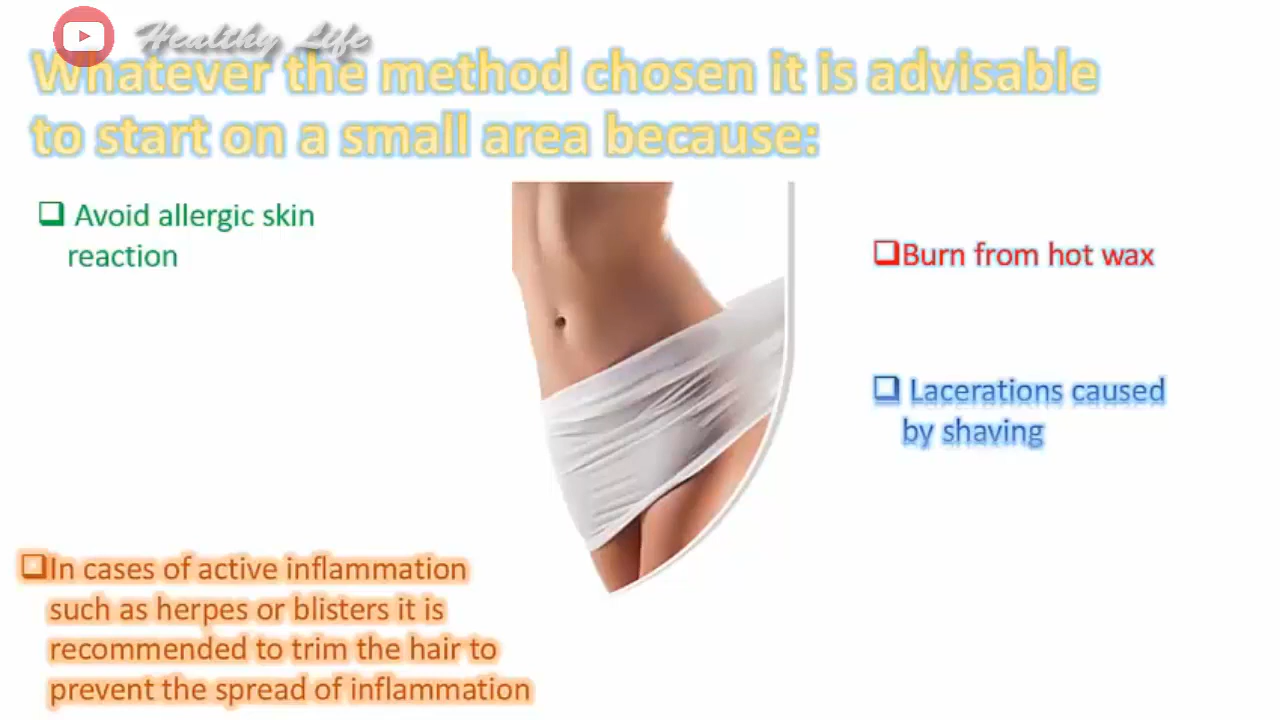 Healthy Life
Whatever the method chosen it is advisable
to start on a small area because:
Avoid allergic skin
reaction
Burn from hot wax
Lacerations caused
by shaving
In cases of active inflammation
such as herpes or blisters it is
recommended to trim the hair to
prevent the spread of inflammation